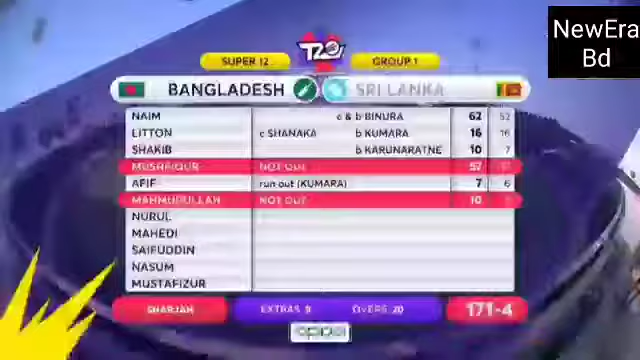 NewEra
Bd
T20
SUPER 12 GROUP 1
BANGLADESH SRI LANKA
NAIM c & b BINURA 62 52
LITTON c SHANAKA b KUMARA 16 16
SHAKIB b KARUNARATNE 10 7
MUSHFIQUR NOT OUT 57
AFIF run out (KUMARA) 7 6
MAHMUDULLAH NOT OUT 10
NURUL
MAHEDI
SAIFUDDIN
NASUM
MUSTAFIZUR
SHARJAH EXTRAS 9 OVERS 20 171-4
oppo